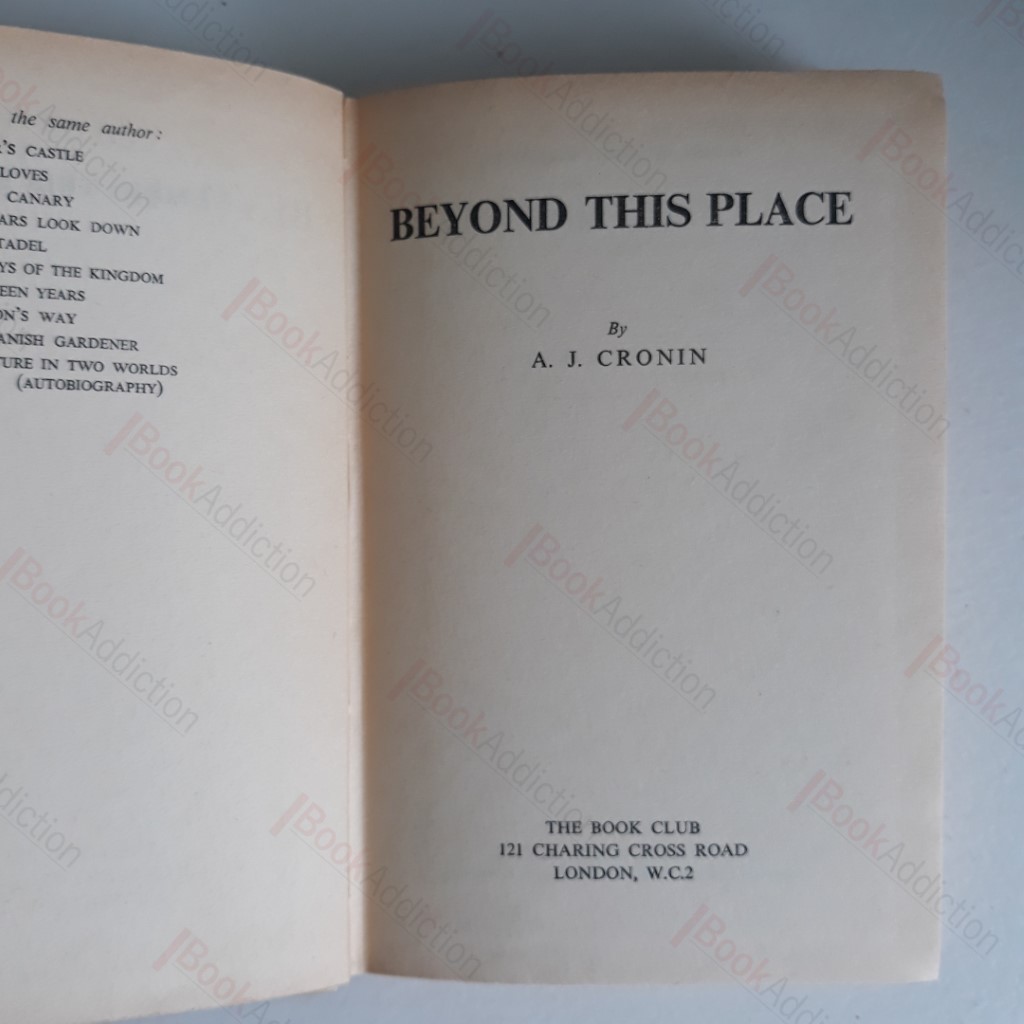 the same author:
'S CASTLE
LOVES
CANARY
ARS LOOK DOWN
TADEL
YS OF THE KINGDOM
EEN YEARS
ON'S WAY
ANISH GARDENER
TURE IN TWO WORLDS
(AUTOBIOGRAPHY)
BEYOND THIS PLACE
By
A. J. CRONIN
THE BOOK CLUB
121 CHARING CROSS ROAD
LONDON, W.C.2
BookAddiction